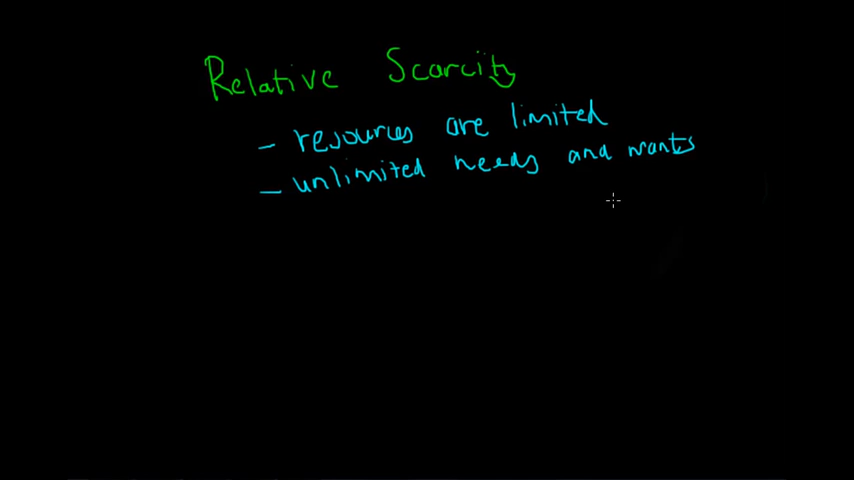 Relative Scarcity
- resources are limited
- unlimited needs and wants